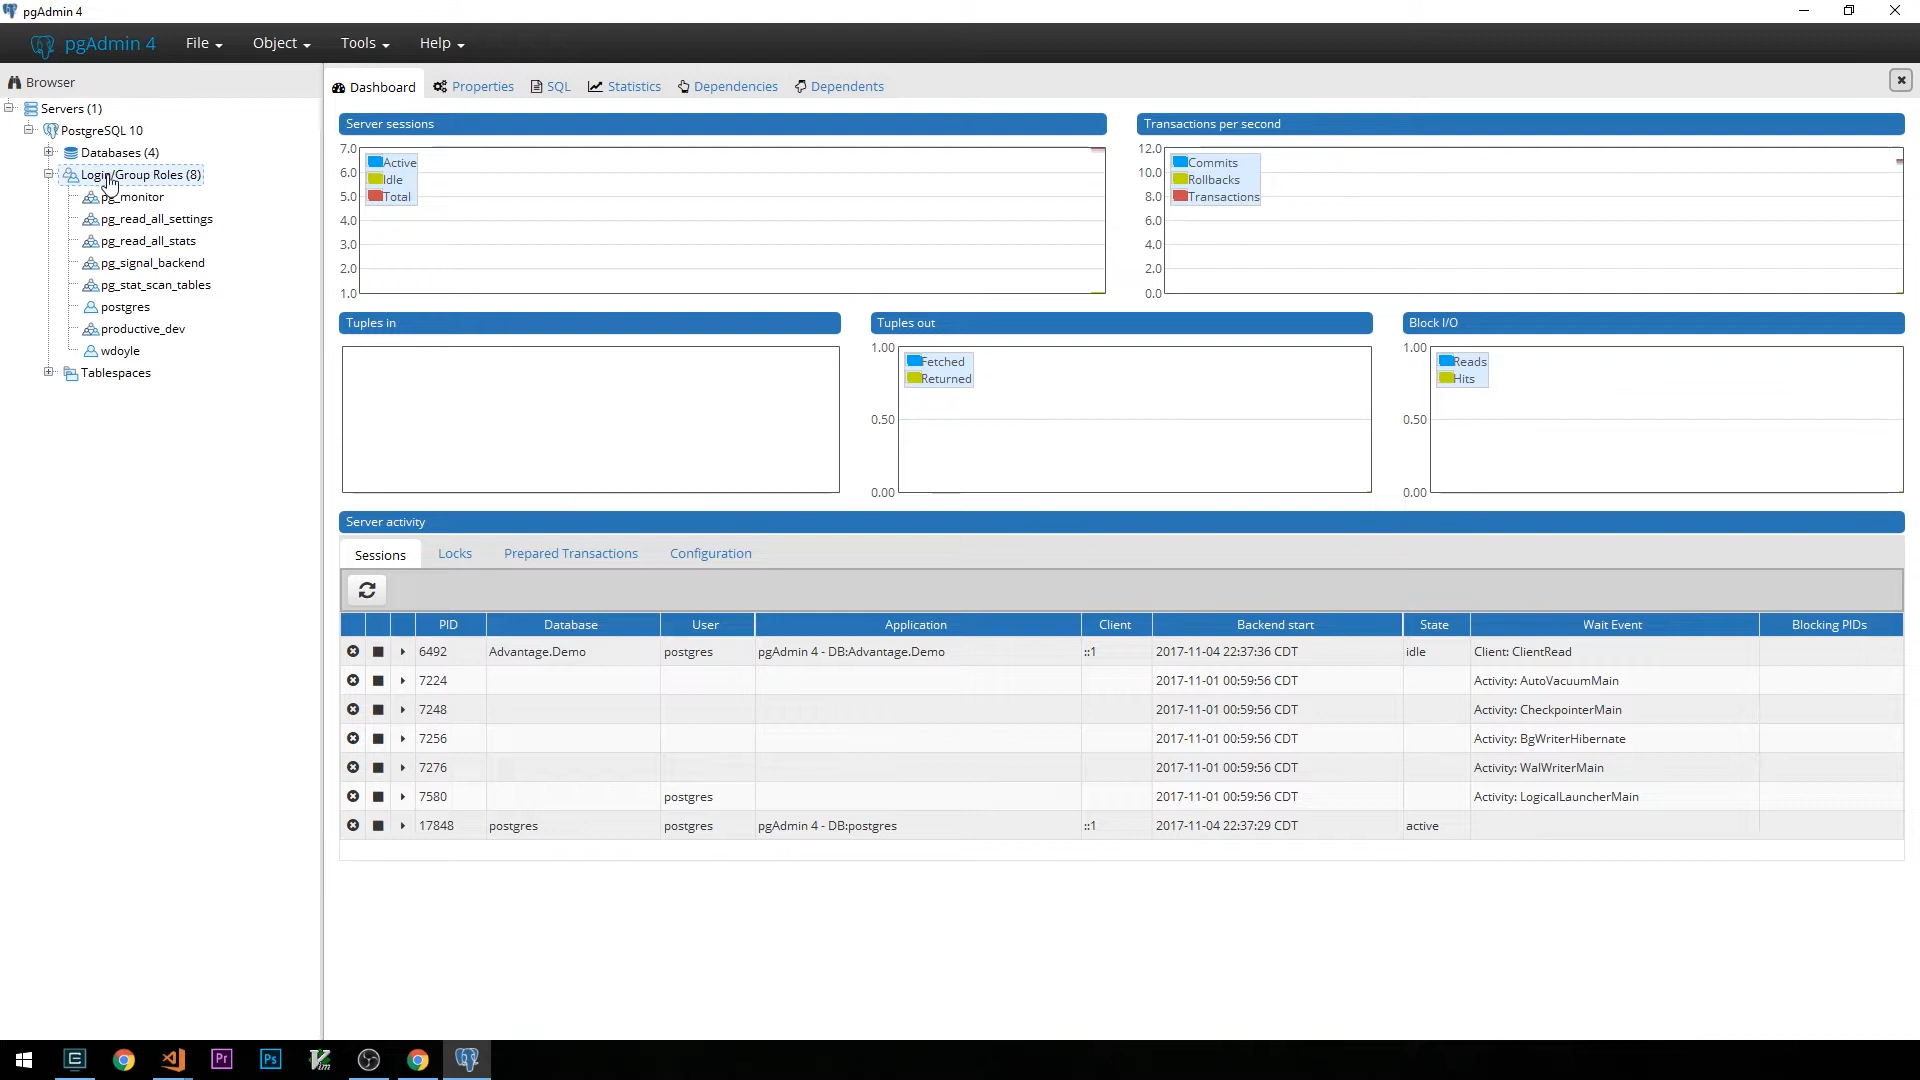 pgAdmin 4
pgAdmin 4 File Object Tools Help
Browser
Servers (1)
PostgreSQL 10
Databases (4)
Login/Group Roles (8)
pg_monitor
pg_read_all_settings
pg_read_all_stats
pg_signal_backend
pg_stat_scan_tables
postgres
productive_dev
wdoyle
Tablespaces
Dashboard Properties SQL Statistics Dependencies Dependents
Server sessions
7.0
6.0
5.0
4.0
3.0
2.0
1.0
Active
Idle
Total
Transactions per second
12.0
10.0
8.0
6.0
4.0
2.0
0.0
Commits
Rollbacks
Transactions
Tuples in
Tuples out
1.00
0.50
0.00
Fetched
Returned
Block I/O
1.00
0.50
0.00
Reads
Hits
Server activity
Sessions Locks Prepared Transactions Configuration
PID Database User Application Client Backend start State Wait Event Blocking PIDs
6492 Advantage.Demo postgres pgAdmin 4 - DB:Advantage.Demo ::1 2017-11-04 22:37:36 CDT idle Client: ClientRead
7224 2017-11-01 00:59:56 CDT Activity: AutoVacuumMain
7248 2017-11-01 00:59:56 CDT Activity: CheckpointerMain
7256 2017-11-01 00:59:56 CDT Activity: BgWriterHibernate
7276 2017-11-01 00:59:56 CDT Activity: WalWriterMain
7580 postgres 2017-11-01 00:59:56 CDT Activity: LogicalLauncherMain
17848 postgres postgres pgAdmin 4 - DB:postgres ::1 2017-11-04 22:37:29 CDT active
Pr Ps Vim